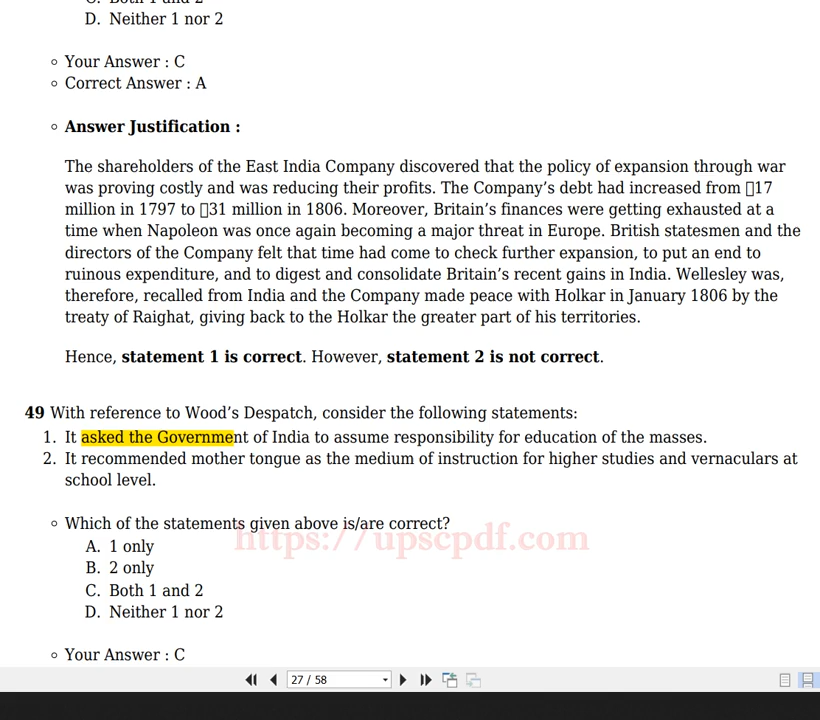 D. Neither 1 nor 2
Your Answer : C
Correct Answer : A
Answer Justification :
The shareholders of the East India Company discovered that the policy of expansion through war
was proving costly and was reducing their profits. The Company's debt had increased from 17
million in 1797 to 31 million in 1806. Moreover, Britain's finances were getting exhausted at a
time when Napoleon was once again becoming a major threat in Europe. British statesmen and the
directors of the Company felt that time had come to check further expansion, to put an end to
ruinous expenditure, and to digest and consolidate Britain's recent gains in India. Wellesley was,
therefore, recalled from India and the Company made peace with Holkar in January 1806 by the
treaty of Raighat, giving back to the Holkar the greater part of his territories.
Hence, statement 1 is correct. However, statement 2 is not correct.
49 With reference to Wood's Despatch, consider the following statements:
1. It asked the Government of India to assume responsibility for education of the masses.
2. It recommended mother tongue as the medium of instruction for higher studies and vernaculars at
school level.
Which of the statements given above is/are correct?
https://upscpdf.com
A. 1 only
B. 2 only
C. Both 1 and 2
D. Neither 1 nor 2
Your Answer : C
27 / 58